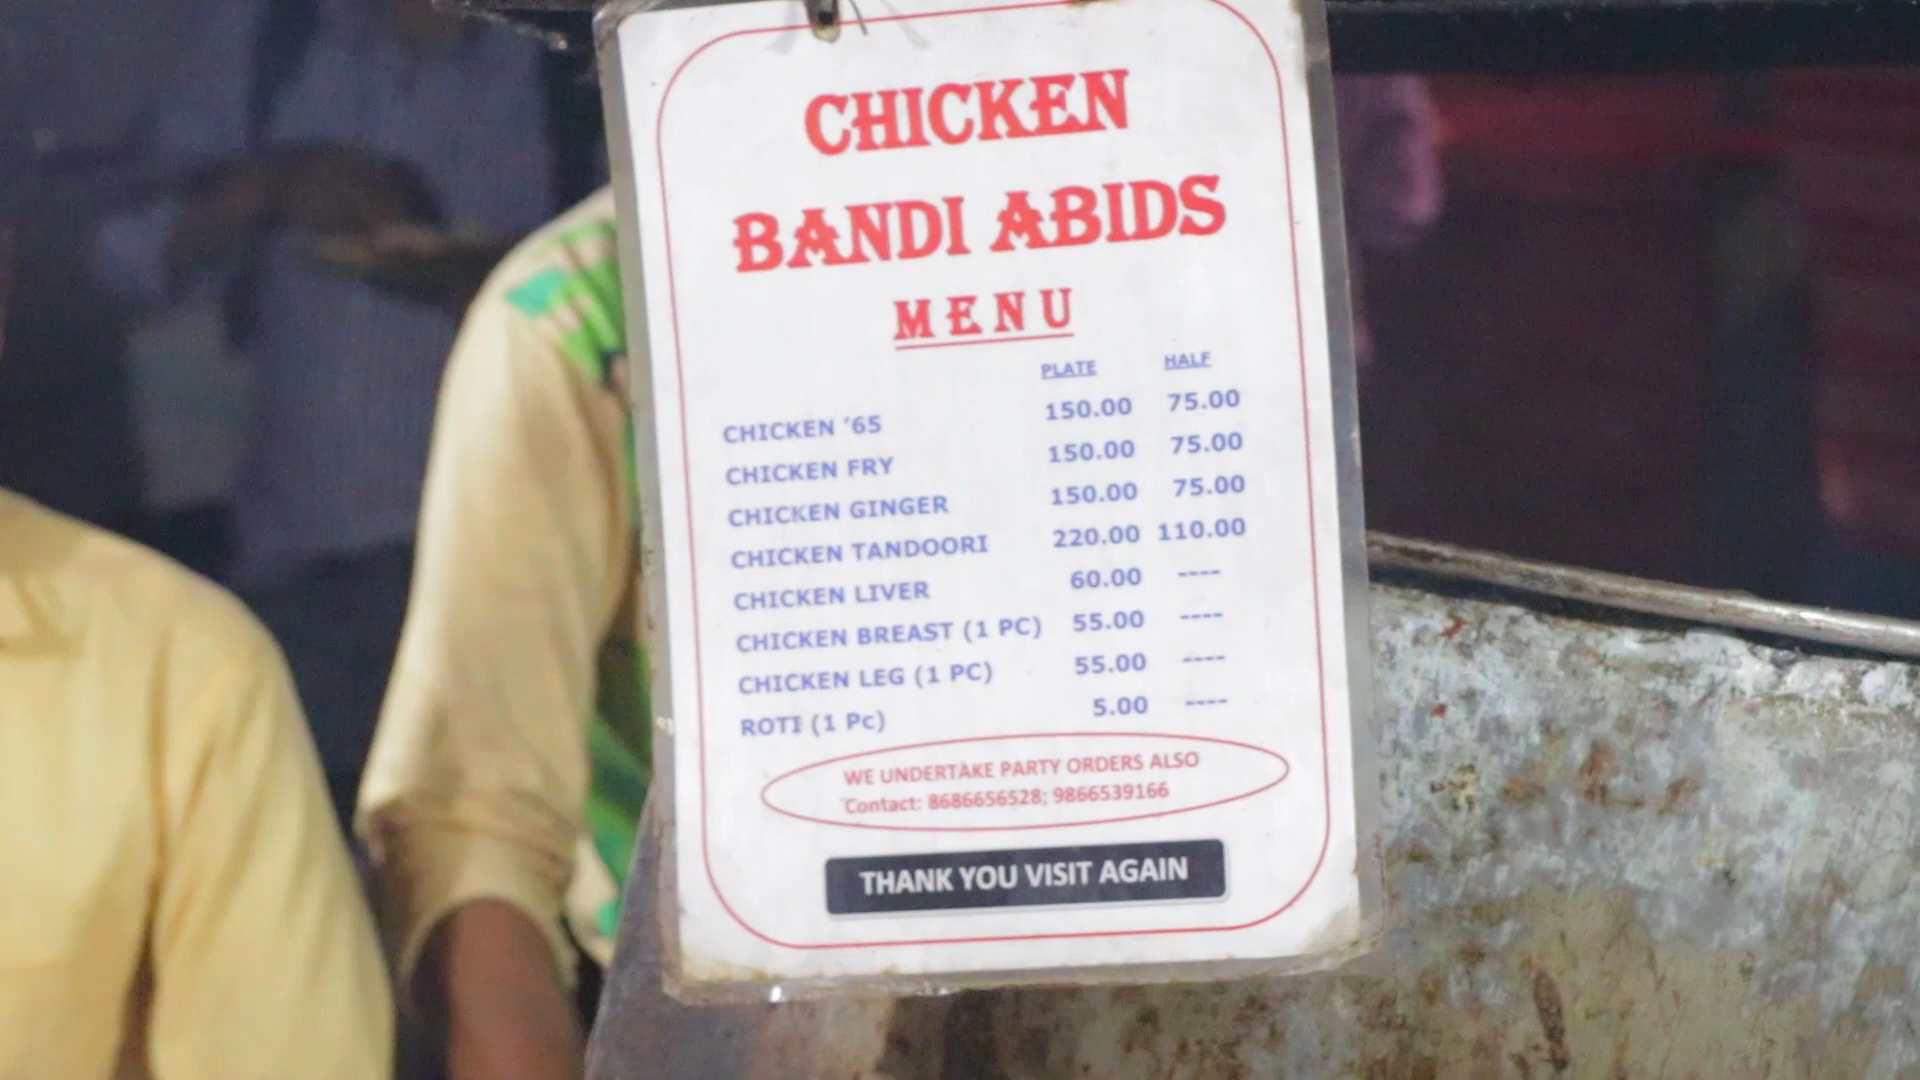 CHICKEN
BANDI ABIDS
MENU
PLATE HALF
CHICKEN '65 150.00 75.00
CHICKEN FRY 150.00 75.00
CHICKEN GINGER 150.00 75.00
CHICKEN TANDOORI 220.00 110.00
CHICKEN LIVER 60.00 ----
CHICKEN BREAST (1 PC) 55.00 ----
CHICKEN LEG (1 PC) 55.00 ----
ROTI (1 Pc) 5.00 ----
WE UNDERTAKE PARTY ORDERS ALSO
Contact: 8686656528; 9866539166
THANK YOU VISIT AGAIN